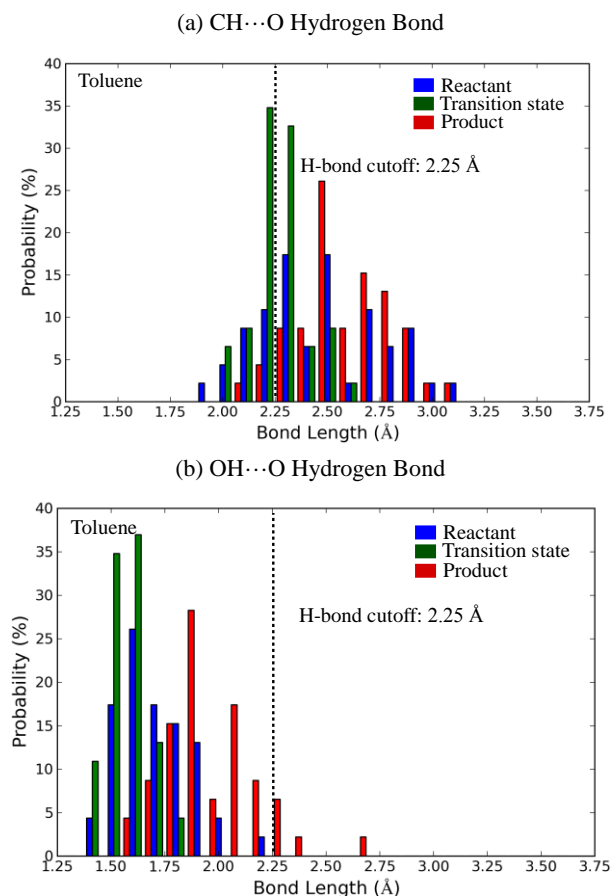 (a) CH⋯O Hydrogen Bond
Toluene
Reactant
Transition state
Product
H-bond cutoff: 2.25 Å
Probability (%)
40
35
30
25
20
15
10
5
0
1.25 1.50 1.75 2.00 2.25 2.50 2.75 3.00 3.25 3.50 3.75
Bond Length (Å)
(b) OH⋯O Hydrogen Bond
Toluene
Reactant
Transition state
Product
H-bond cutoff: 2.25 Å
Probability (%)
40
35
30
25
20
15
10
5
0
1.25 1.50 1.75 2.00 2.25 2.50 2.75 3.00 3.25 3.50 3.75
Bond Length (Å)